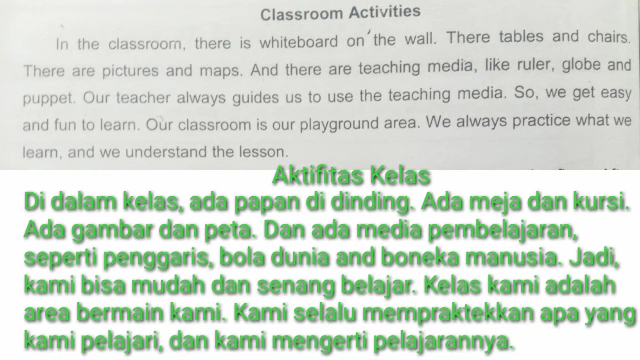 Classroom Activities
In the classroom, there is whiteboard on the wall. There tables and chairs.
There are pictures and maps. And there are teaching media, like ruler, globe and
puppet. Our teacher always guides us to use the teaching media. So, we get easy
and fun to learn. Our classroom is our playground area. We always practice what we
learn, and we understand the lesson.
Aktifitas Kelas
Di dalam kelas, ada papan di dinding. Ada meja dan kursi.
Ada gambar dan peta. Dan ada media pembelajaran,
seperti penggaris, bola dunia and boneka manusia. Jadi,
kami bisa mudah dan senang belajar. Kelas kami adalah
area bermain kami. Kami selalu mempraktekkan apa yang
kami pelajari, dan kami mengerti pelajarannya.